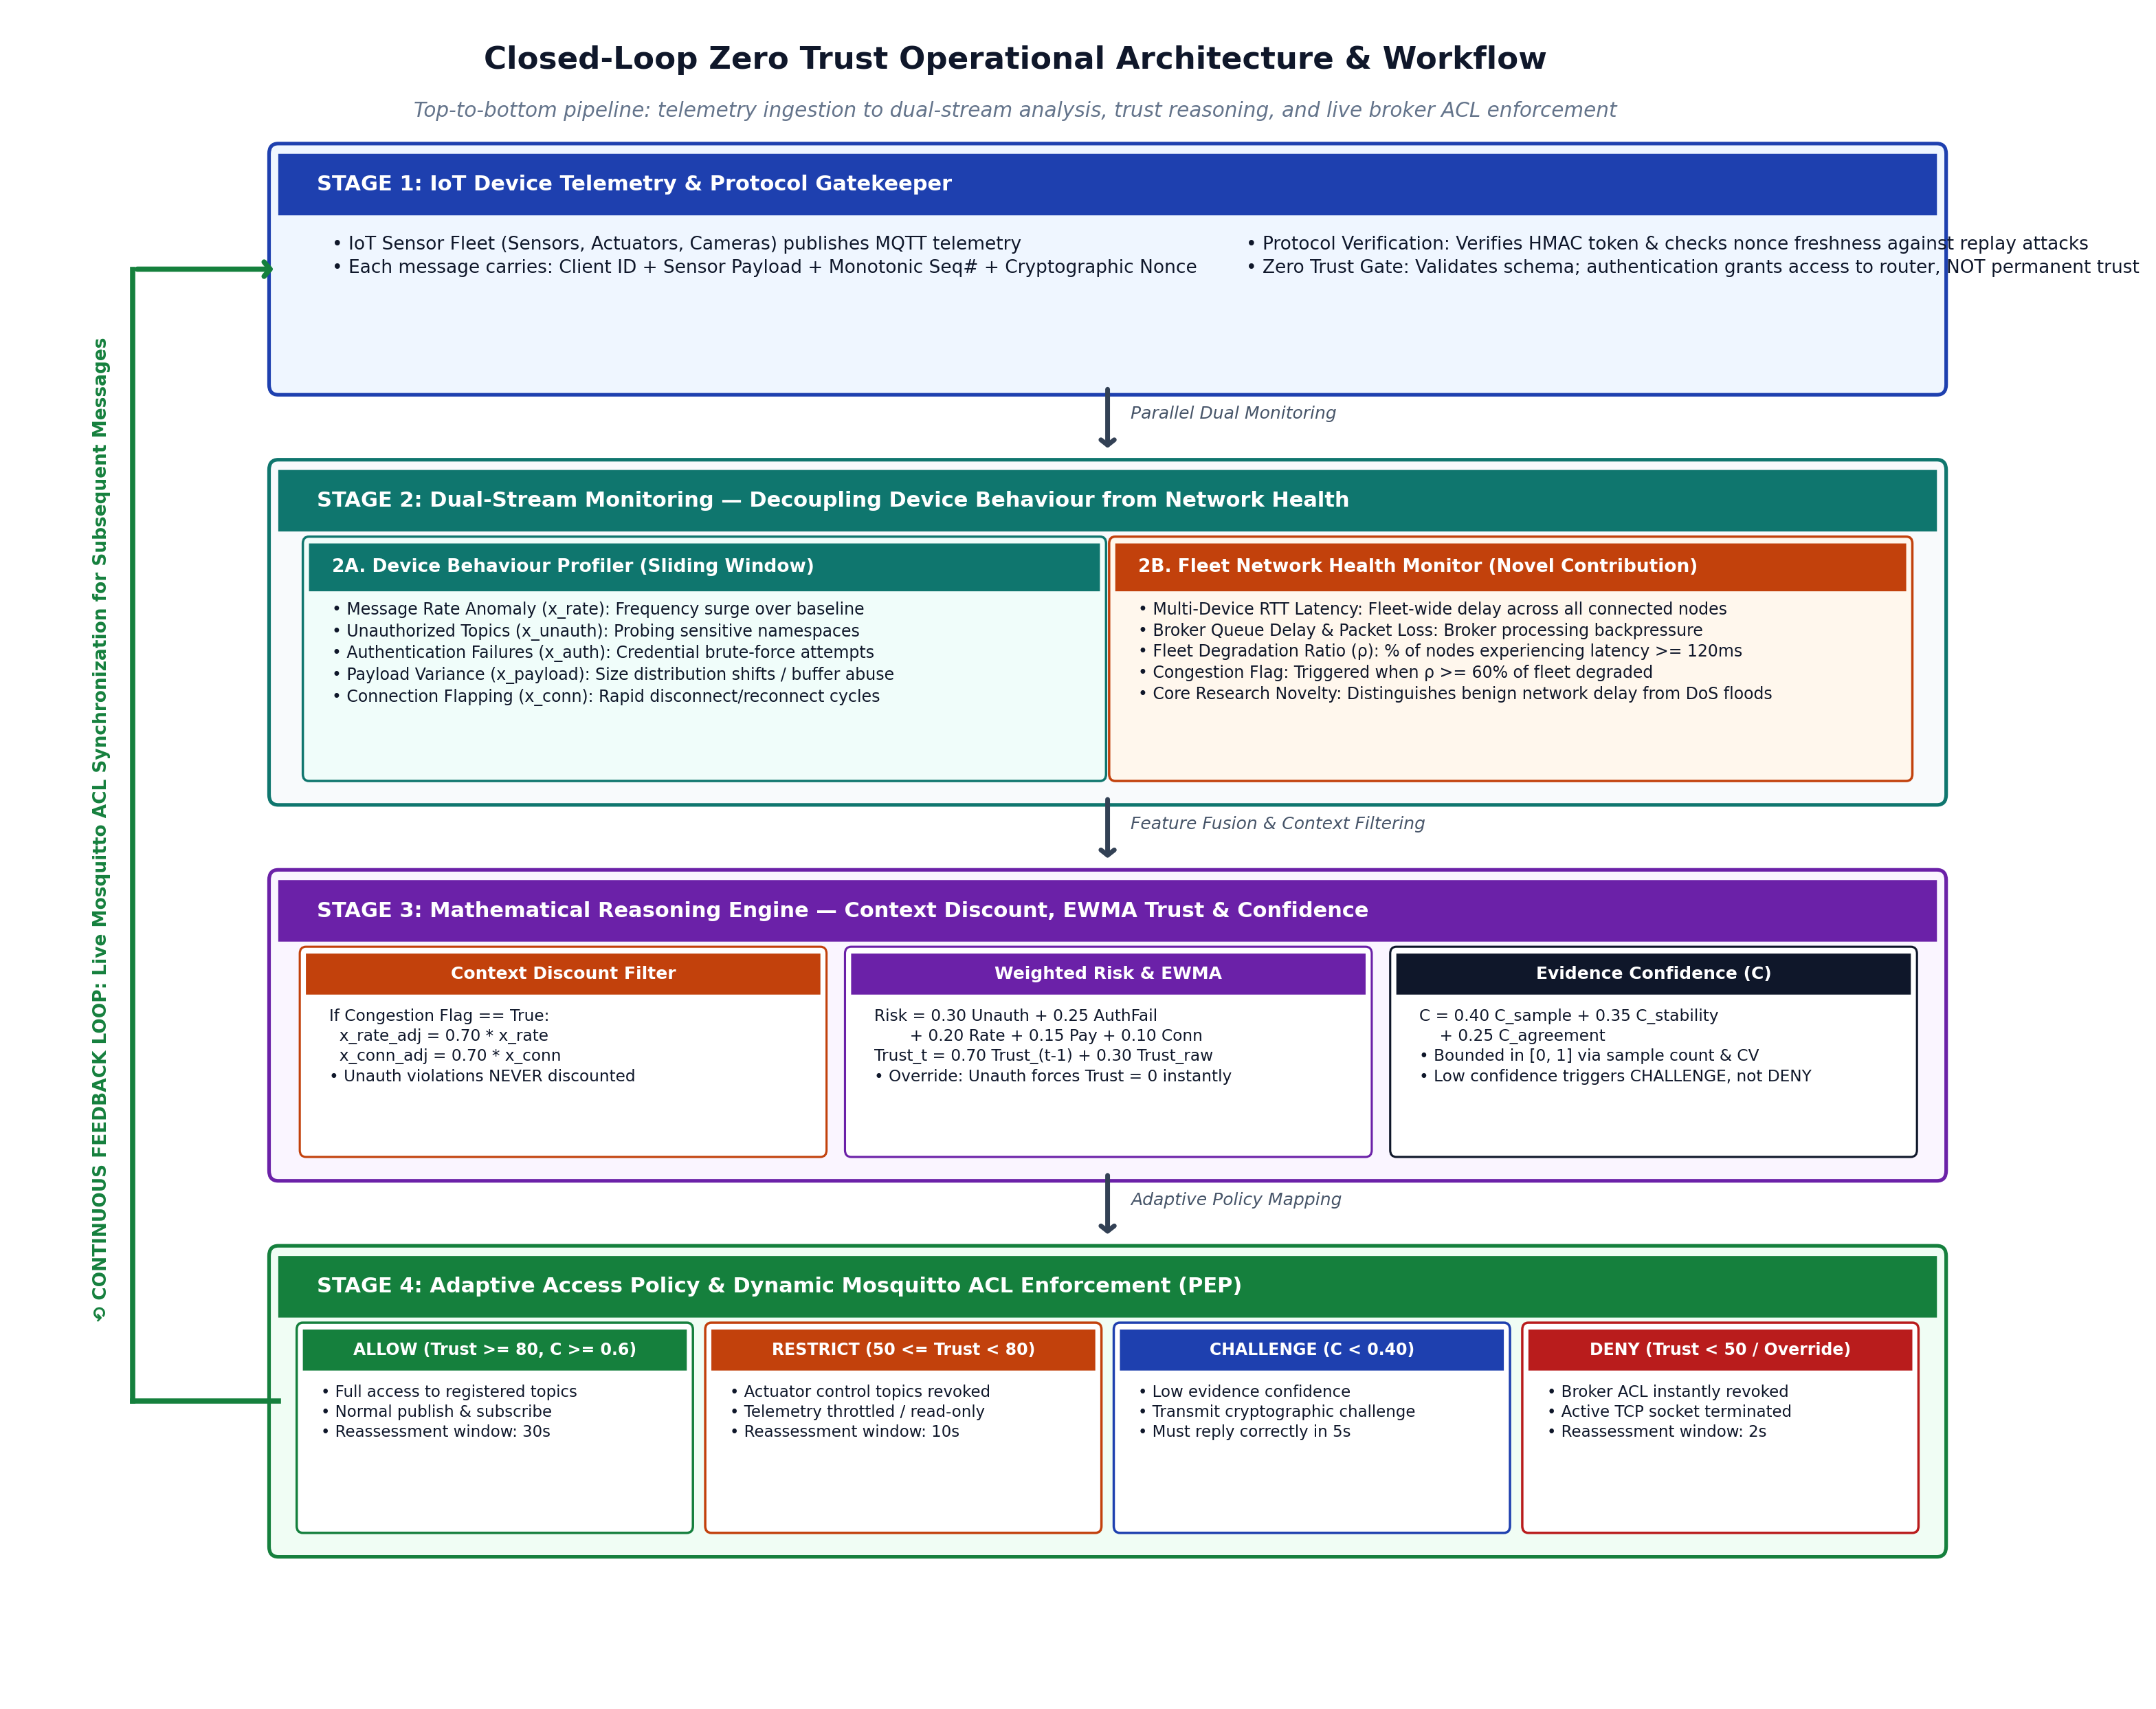 Closed-Loop Zero Trust Operational Architecture & Workflow
Top-to-bottom pipeline: telemetry ingestion to dual-stream analysis, trust reasoning, and live broker ACL enforcement
STAGE 1: IoT Device Telemetry & Protocol Gatekeeper
• IoT Sensor Fleet (Sensors, Actuators, Cameras) publishes MQTT telemetry
• Each message carries: Client ID + Sensor Payload + Monotonic Seq# + Cryptographic Nonce
• Protocol Verification: Verifies HMAC token & checks nonce freshness against replay attacks
• Zero Trust Gate: Validates schema; authentication grants access to router, NOT permanent trust
Parallel Dual Monitoring
STAGE 2: Dual-Stream Monitoring — Decoupling Device Behaviour from Network Health
2A. Device Behaviour Profiler (Sliding Window)
• Message Rate Anomaly (x_rate): Frequency surge over baseline
• Unauthorized Topics (x_unauth): Probing sensitive namespaces
• Authentication Failures (x_auth): Credential brute-force attempts
• Payload Variance (x_payload): Size distribution shifts / buffer abuse
• Connection Flapping (x_conn): Rapid disconnect/reconnect cycles
2B. Fleet Network Health Monitor (Novel Contribution)
• Multi-Device RTT Latency: Fleet-wide delay across all connected nodes
• Broker Queue Delay & Packet Loss: Broker processing backpressure
• Fleet Degradation Ratio (ρ): % of nodes experiencing latency >= 120ms
• Congestion Flag: Triggered when ρ >= 60% of fleet degraded
• Core Research Novelty: Distinguishes benign network delay from DoS floods
Feature Fusion & Context Filtering
STAGE 3: Mathematical Reasoning Engine — Context Discount, EWMA Trust & Confidence
Context Discount Filter
If Congestion Flag == True:
x_rate_adj = 0.70 * x_rate
x_conn_adj = 0.70 * x_conn
• Unauth violations NEVER discounted
Weighted Risk & EWMA
Risk = 0.30 Unauth + 0.25 AuthFail
+ 0.20 Rate + 0.15 Pay + 0.10 Conn
Trust_t = 0.70 Trust_(t-1) + 0.30 Trust_raw
• Override: Unauth forces Trust = 0 instantly
Evidence Confidence (C)
C = 0.40 C_sample + 0.35 C_stability
+ 0.25 C_agreement
• Bounded in [0, 1] via sample count & CV
• Low confidence triggers CHALLENGE, not DENY
Adaptive Policy Mapping
STAGE 4: Adaptive Access Policy & Dynamic Mosquitto ACL Enforcement (PEP)
ALLOW (Trust >= 80, C >= 0.6)
• Full access to registered topics
• Normal publish & subscribe
• Reassessment window: 30s
RESTRICT (50 <= Trust < 80)
• Actuator control topics revoked
• Telemetry throttled / read-only
• Reassessment window: 10s
CHALLENGE (C < 0.40)
• Low evidence confidence
• Transmit cryptographic challenge
• Must reply correctly in 5s
DENY (Trust < 50 / Override)
• Broker ACL instantly revoked
• Active TCP socket terminated
• Reassessment window: 2s
⟲ CONTINUOUS FEEDBACK LOOP: Live Mosquitto ACL Synchronization for Subsequent Messages